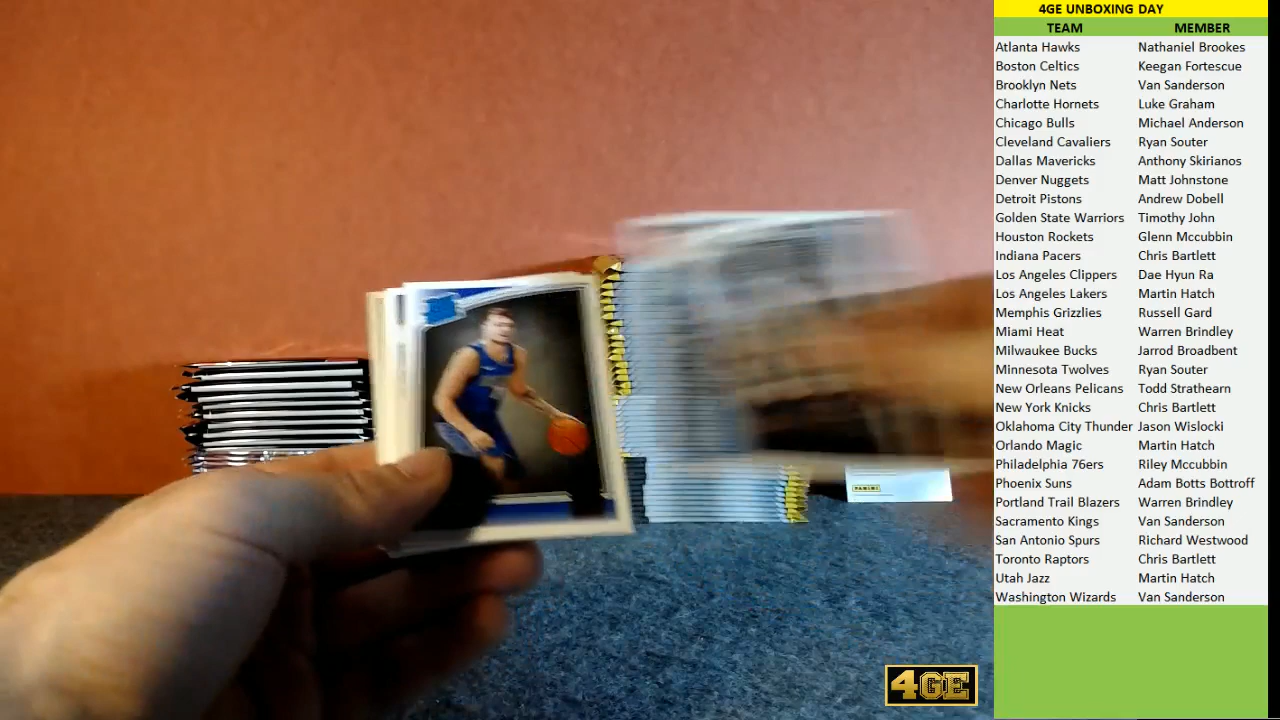 4GE UNBOXING DAY
TEAM MEMBER
Atlanta Hawks Nathaniel Brookes
Boston Celtics Keegan Fortescue
Brooklyn Nets Van Sanderson
Charlotte Hornets Luke Graham
Chicago Bulls Michael Anderson
Cleveland Cavaliers Ryan Souter
Dallas Mavericks Anthony Skirianos
Denver Nuggets Matt Johnstone
Detroit Pistons Andrew Dobell
Golden State Warriors Timothy John
Houston Rockets Glenn Mccubbin
Indiana Pacers Chris Bartlett
Los Angeles Clippers Dae Hyun Ra
Los Angeles Lakers Martin Hatch
Memphis Grizzlies Russell Gard
Miami Heat Warren Brindley
Milwaukee Bucks Jarrod Broadbent
Minnesota Twolves Ryan Souter
New Orleans Pelicans Todd Strathearn
New York Knicks Chris Bartlett
Oklahoma City Thunder Jason Wislocki
Orlando Magic Martin Hatch
Philadelphia 76ers Riley Mccubbin
Phoenix Suns Adam Botts Bottroff
Portland Trail Blazers Warren Brindley
Sacramento Kings Van Sanderson
San Antonio Spurs Richard Westwood
Toronto Raptors Chris Bartlett
Utah Jazz Martin Hatch
Washington Wizards Van Sanderson
PANINI
4GE